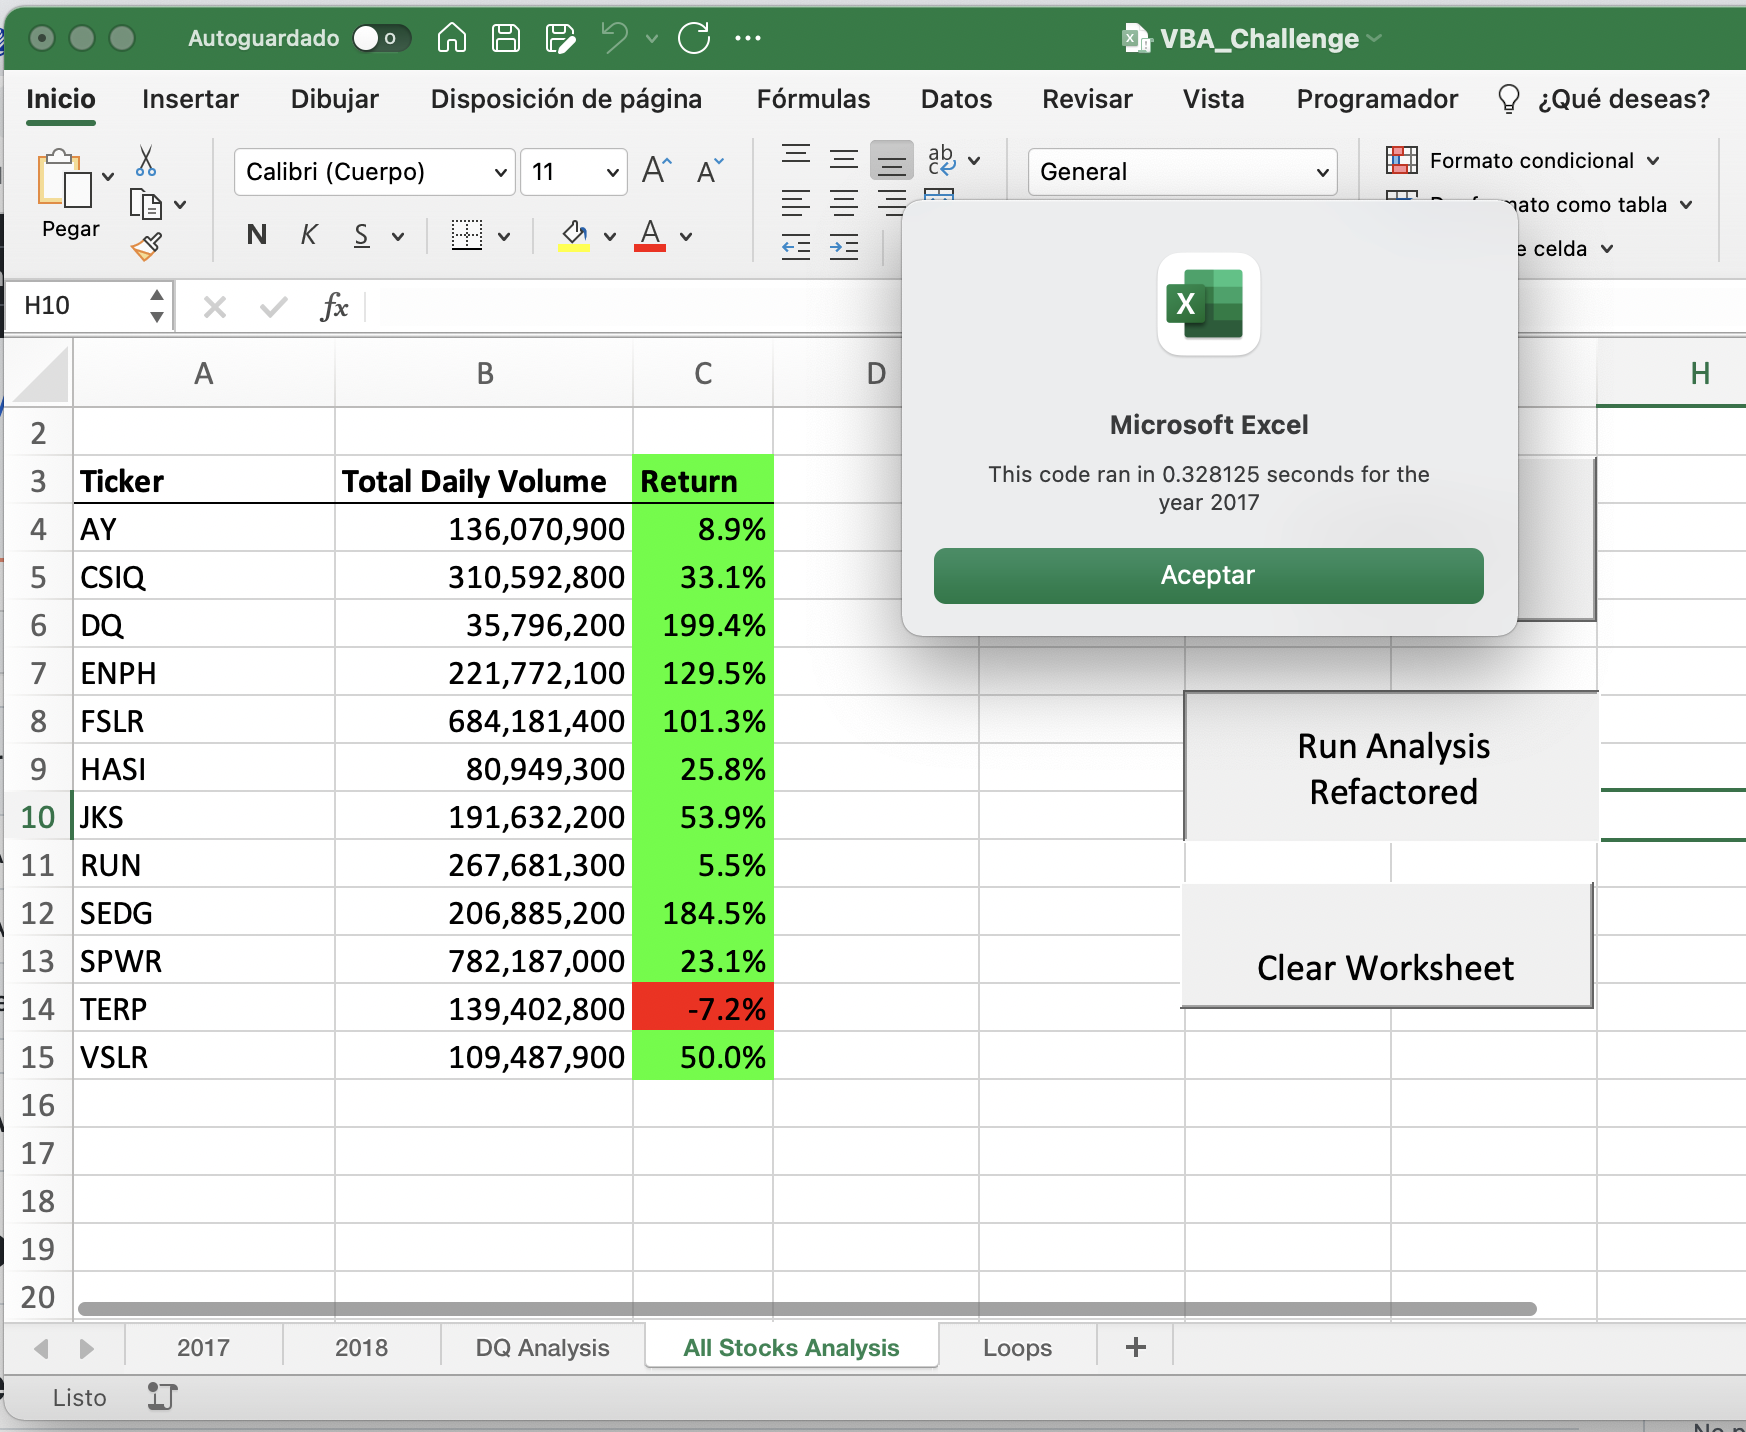 Autoguardado
VBA_Challenge
Inicio Insertar Dibujar Disposición de página Fórmulas Datos Revisar Vista Programador ¿Qué deseas?
Pegar
Calibri (Cuerpo) 11
N K S
ab
General
Formato condicional
formato como tabla
celda
H10
fx
Microsoft Excel
This code ran in 0.328125 seconds for the
year 2017
Aceptar
A B C D H
2
3 Ticker Total Daily Volume Return
4 AY 136,070,900 8.9%
5 CSIQ 310,592,800 33.1%
6 DQ 35,796,200 199.4%
7 ENPH 221,772,100 129.5%
8 FSLR 684,181,400 101.3%
9 HASI 80,949,300 25.8%
10 JKS 191,632,200 53.9%
11 RUN 267,681,300 5.5%
12 SEDG 206,885,200 184.5%
13 SPWR 782,187,000 23.1%
14 TERP 139,402,800 -7.2%
15 VSLR 109,487,900 50.0%
16
17
18
19
20
Run Analysis
Refactored
Clear Worksheet
2017 2018 DQ Analysis All Stocks Analysis Loops +
Listo